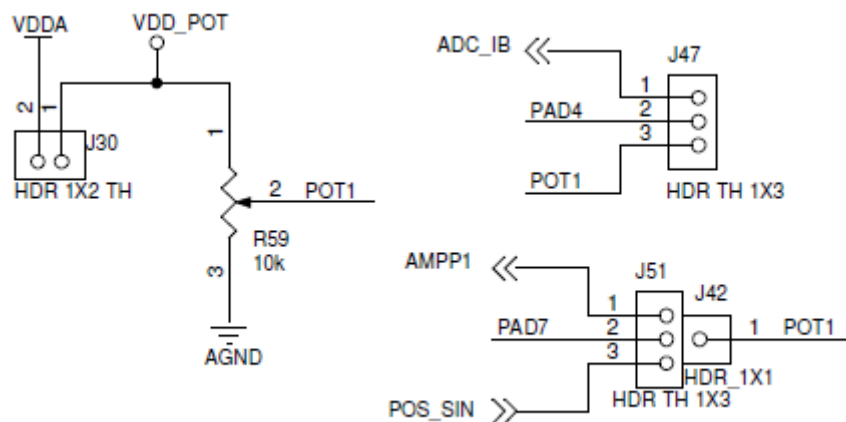 VDDA
VDD_POT
2
1
J30
HDR 1X2 TH
1
2
POT1
R59
10k
3
AGND
ADC_IB
J47
1
PAD4
2
3
POT1
HDR TH 1X3
AMPP1
J51
J42
1
PAD7
2
1
POT1
3
HDR_1X1
HDR TH 1X3
POS_SIN